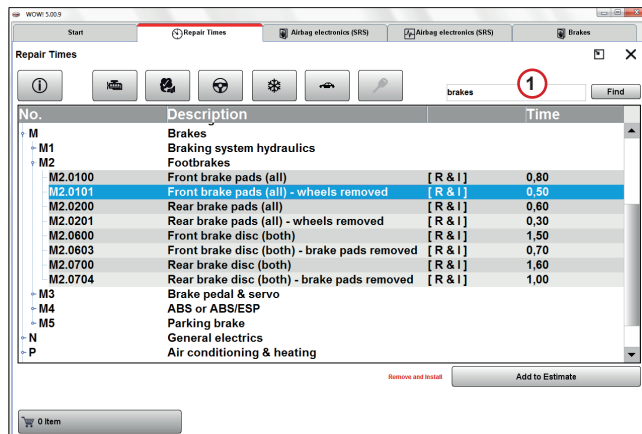 WOW! 5.00.9
Start Repair Times Airbag electronics (SRS) Airbag electronics (SRS) Brakes
Repair Times
brakes 1 Find
No. Description Time
M Brakes
M1 Braking system hydraulics
M2 Footbrakes
M2.0100 Front brake pads (all) [ R & I ] 0,80
M2.0101 Front brake pads (all) - wheels removed [ R & I ] 0,50
M2.0200 Rear brake pads (all) [ R & I ] 0,60
M2.0201 Rear brake pads (all) - wheels removed [ R & I ] 0,30
M2.0600 Front brake disc (both) [ R & I ] 1,50
M2.0603 Front brake disc (both) - brake pads removed [ R & I ] 0,70
M2.0700 Rear brake disc (both) [ R & I ] 1,60
M2.0704 Rear brake disc (both) - brake pads removed [ R & I ] 1,00
M3 Brake pedal & servo
M4 ABS or ABS/ESP
M5 Parking brake
N General electrics
P Air conditioning & heating
Remove and Install Add to Estimate
0 Item